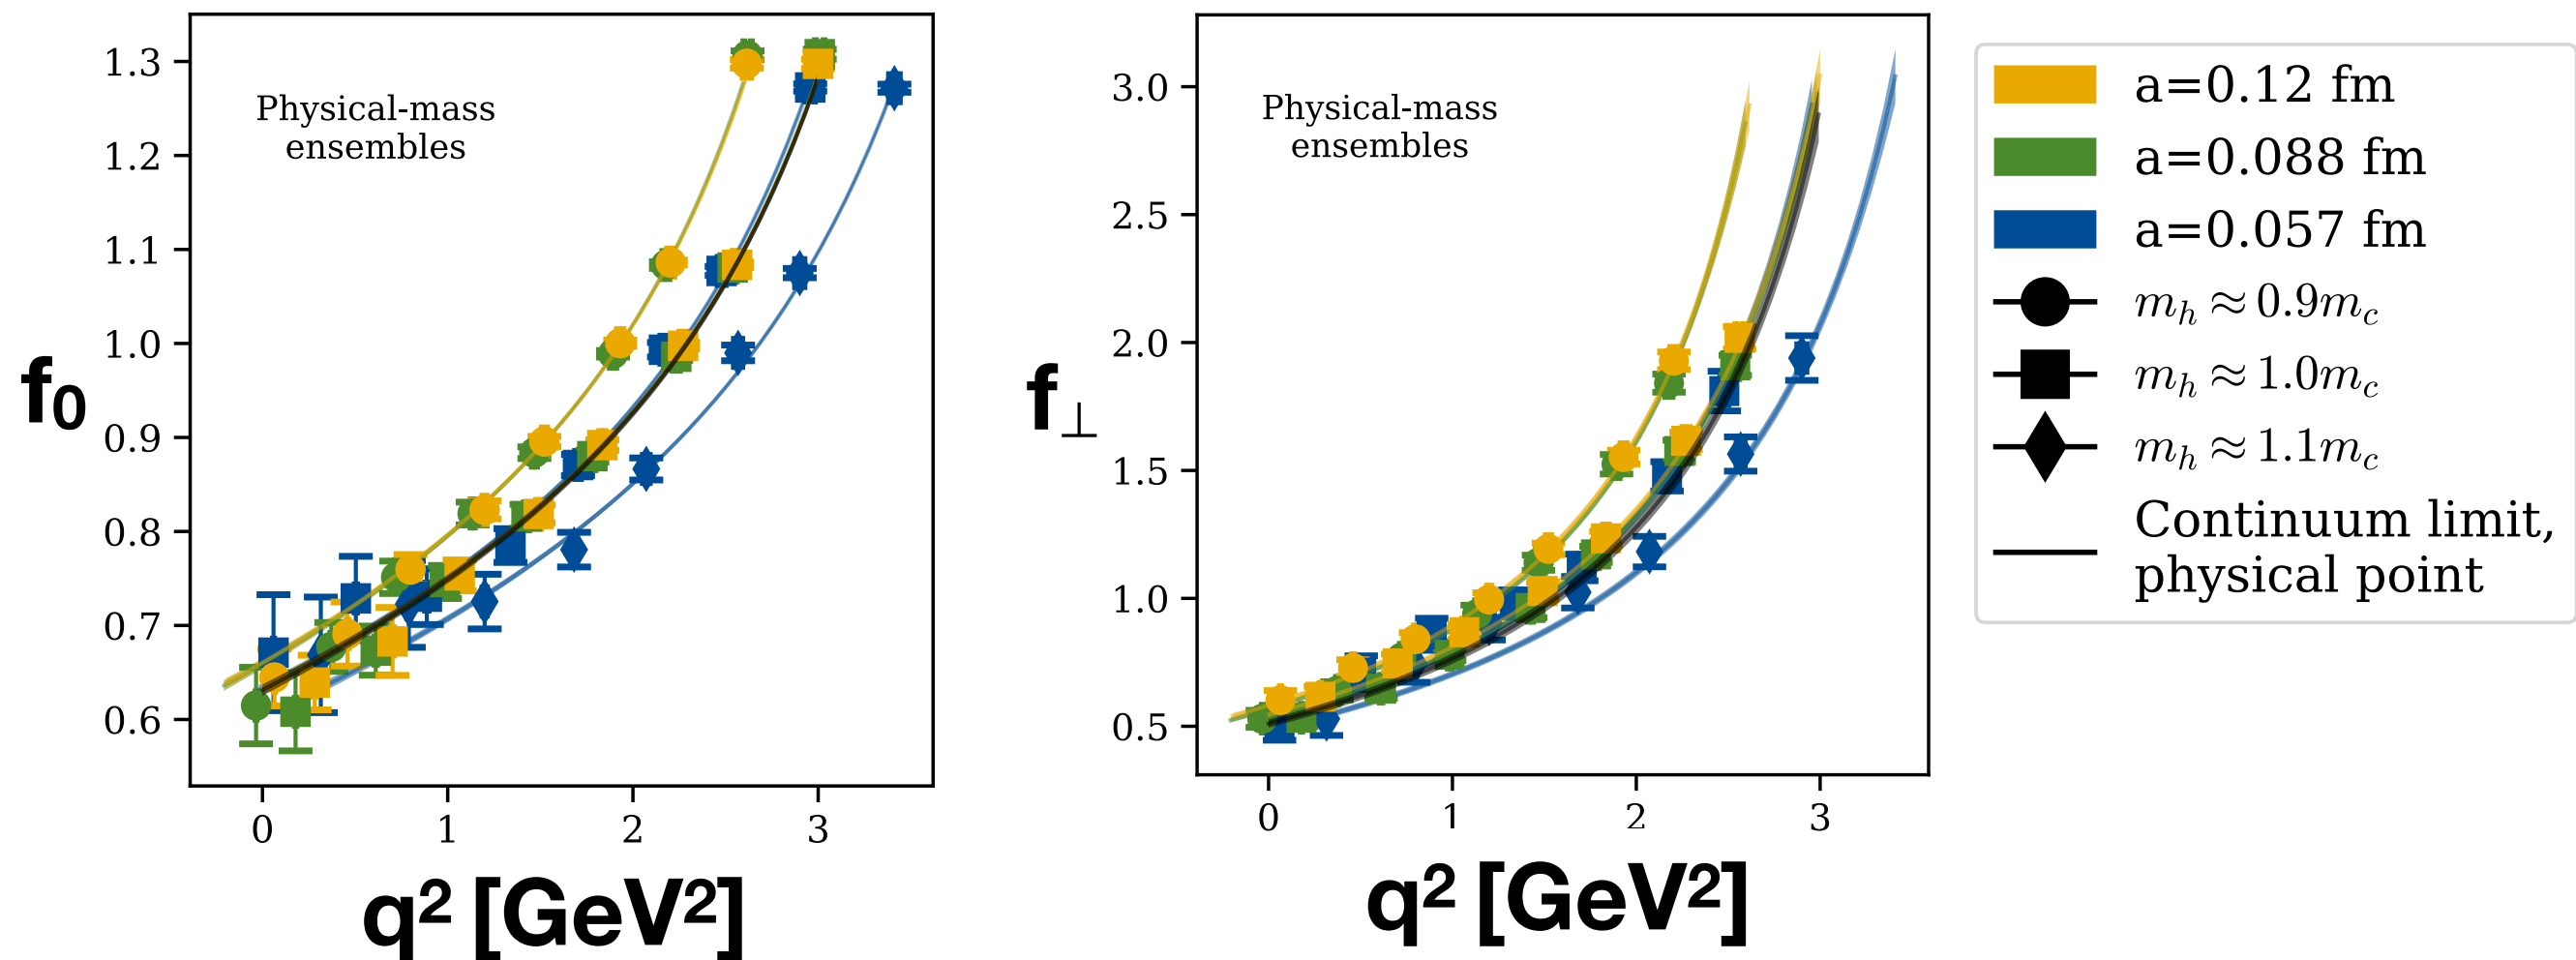 1.3
1.2
1.1
1.0
0.9
0.8
0.7
0.6
f₀
Physical-mass
ensembles
0 1 2 3
q² [GeV²]
3.0
2.5
2.0
1.5
1.0
0.5
f⊥
Physical-mass
ensembles
0 1 2 3
q² [GeV²]
a=0.12 fm
a=0.088 fm
a=0.057 fm
mₕ ≈ 0.9m_c
mₕ ≈ 1.0m_c
mₕ ≈ 1.1m_c
Continuum limit,
physical point